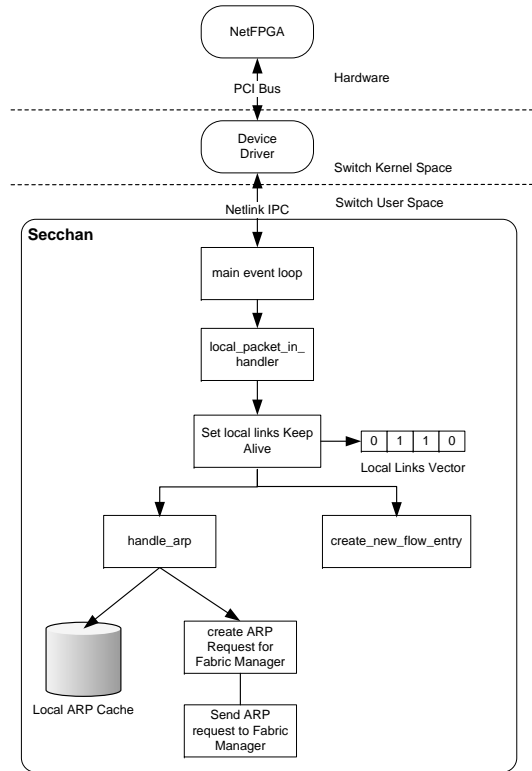 NetFPGA
Hardware
PCI Bus
Device
Driver
Switch Kernel Space
Netlink IPC
Switch User Space
Secchan
main event loop
local_packet_in_
handler
Set local links Keep
Alive
0 1 1 0
Local Links Vector
handle_arp
create_new_flow_entry
create ARP
Request for
Fabric Manager
Local ARP Cache
Send ARP
request to Fabric
Manager